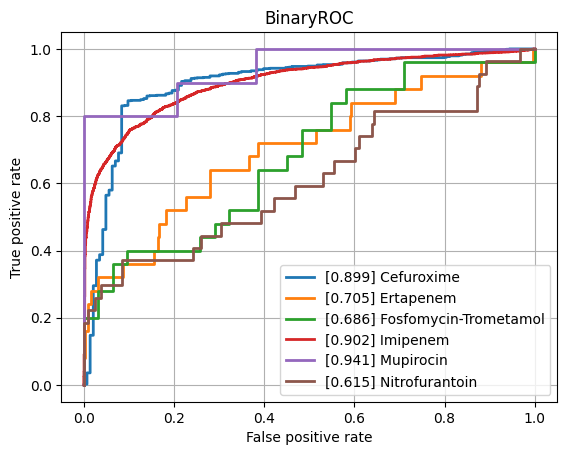 BinaryROC
True positive rate
1.0
0.8
0.6
0.4
0.2
0.0
[0.899] Cefuroxime
[0.705] Ertapenem
[0.686] Fosfomycin-Trometamol
[0.902] Imipenem
[0.941] Mupirocin
[0.615] Nitrofurantoin
0.0 0.2 0.4 0.6 0.8 1.0
False positive rate